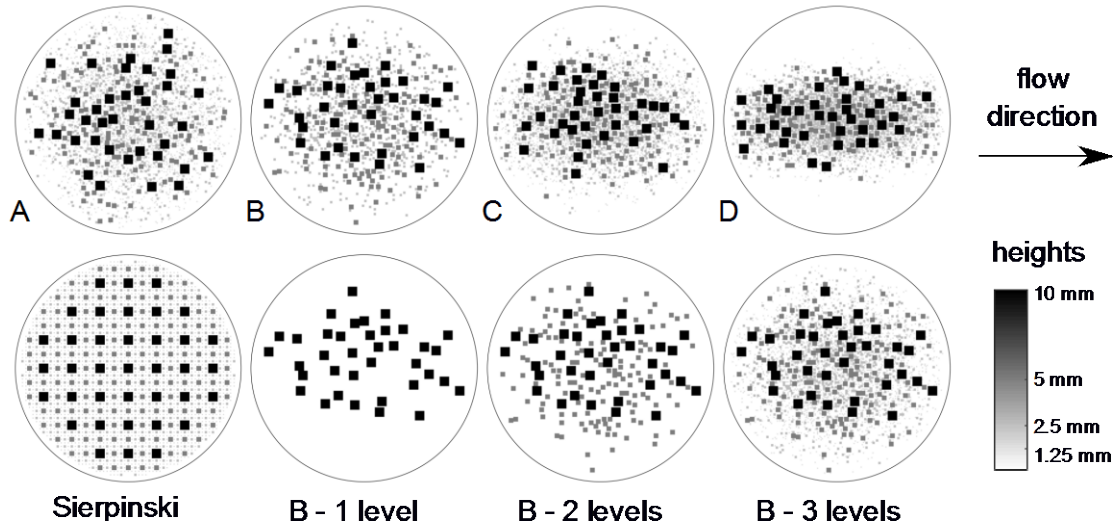 A
B
C
D
flow
direction
heights
10 mm
5 mm
2.5 mm
1.25 mm
Sierpinski
B - 1 level
B - 2 levels
B - 3 levels